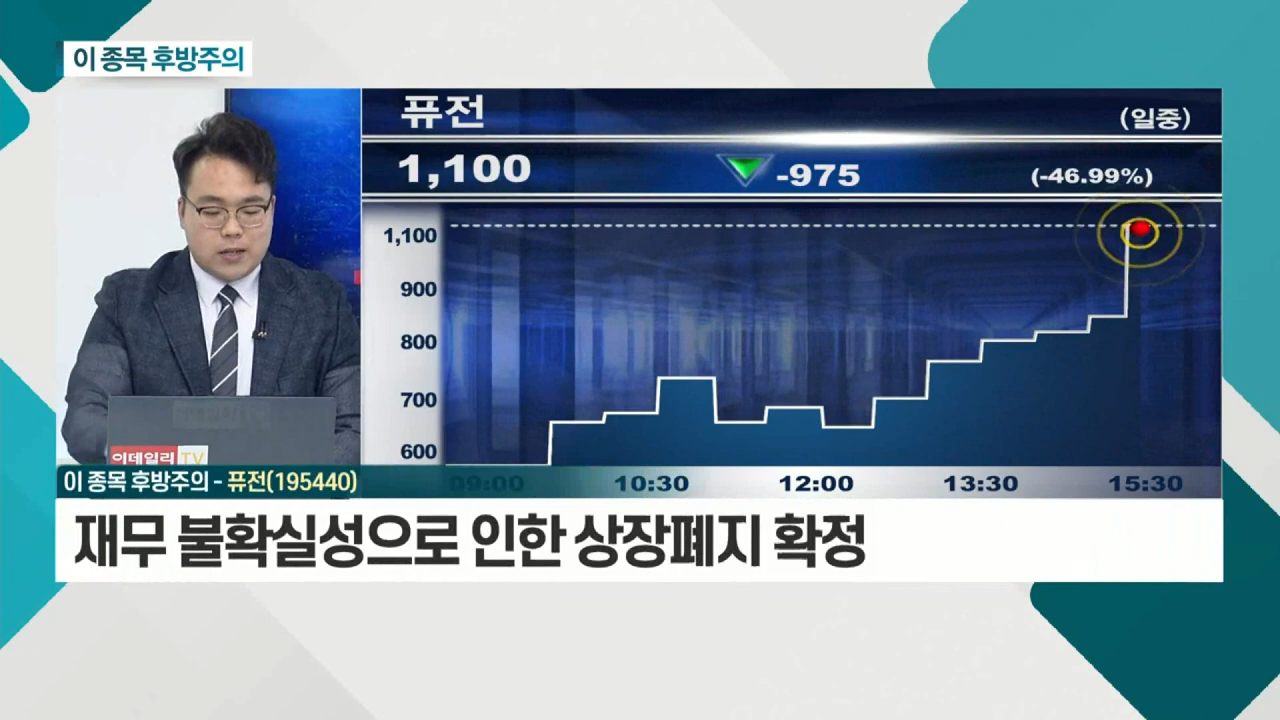 이 종목 후방주의
퓨전
(일중)
1,100
-975
(-46.99%)
1,100
900
800
700
600
09:00
10:30
12:00
13:30
15:30
이데일리TV
이 종목 후방주의 - 퓨전(195440)
재무 불확실성으로 인한 상장폐지 확정